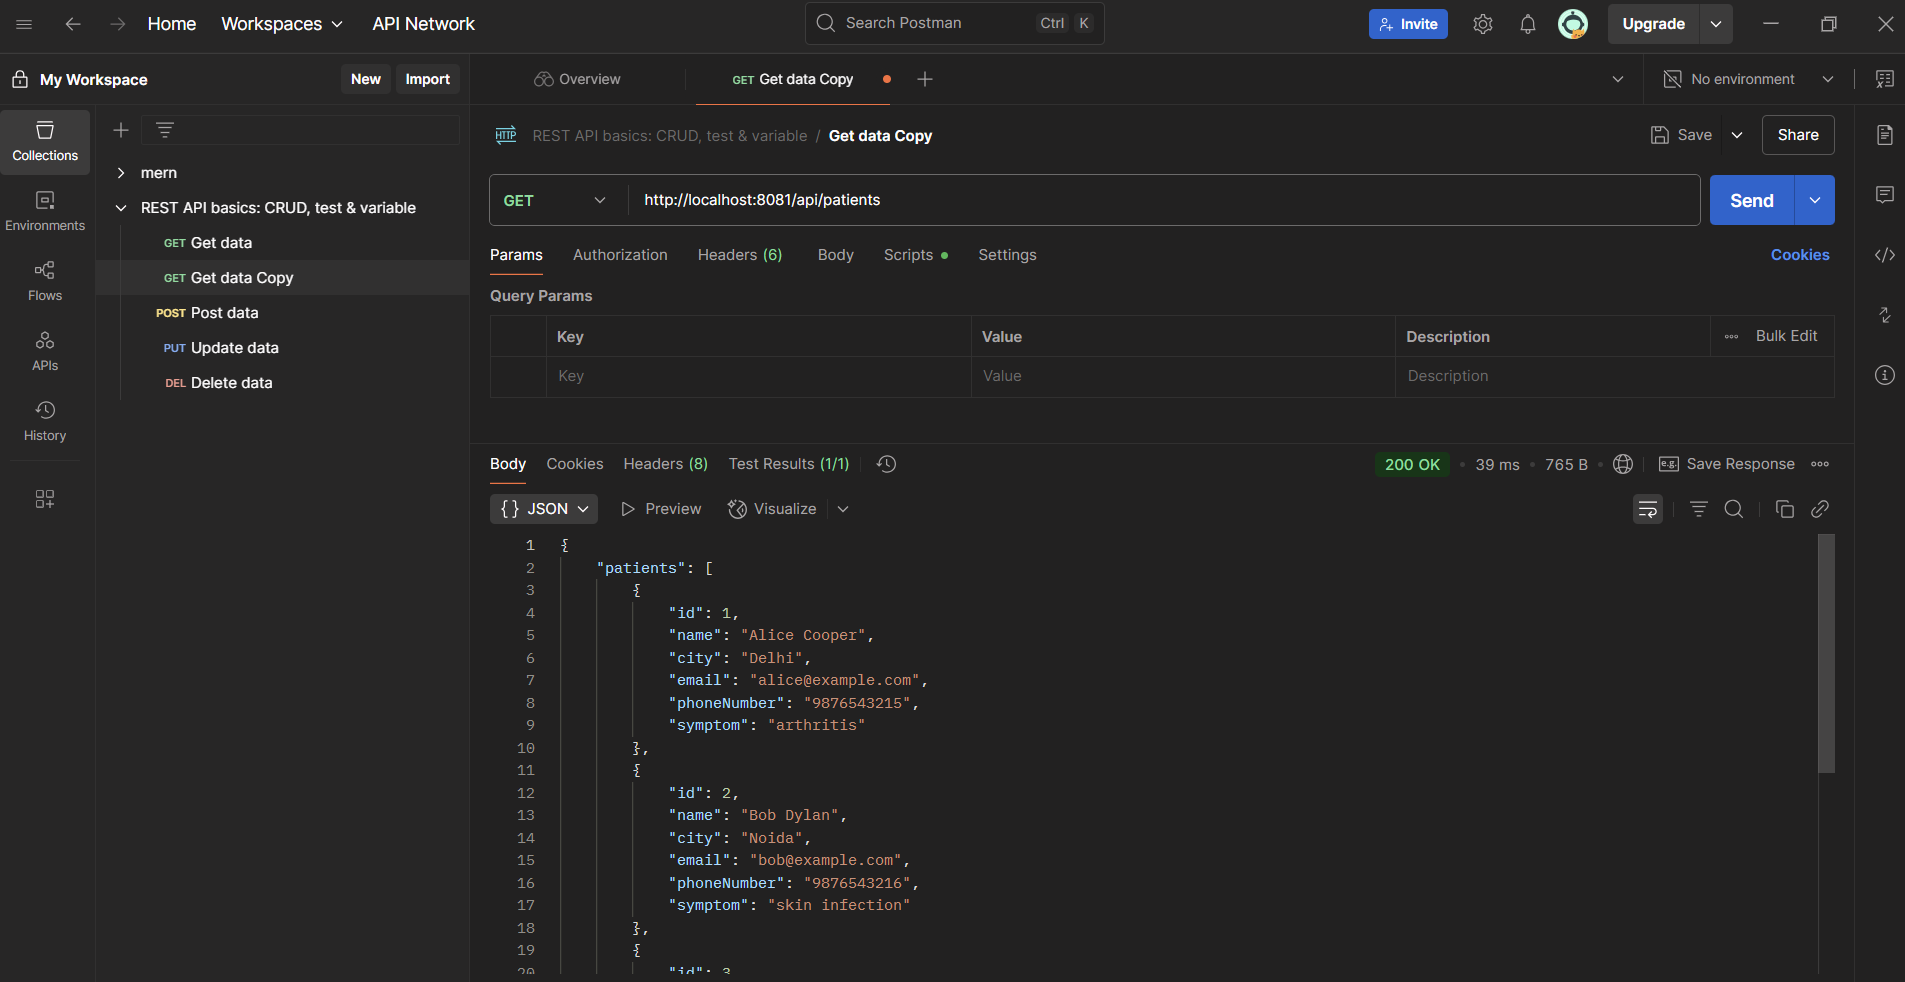 Home Workspaces API Network Search Postman Ctrl K Invite Upgrade
My Workspace New Import Overview GET Get data Copy No environment
Collections
Environments
Flows
APIs
History
mern
REST API basics: CRUD, test & variable
GET Get data
GET Get data Copy
POST Post data
PUT Update data
DEL Delete data
HTTP REST API basics: CRUD, test & variable / Get data Copy Save Share
GET http://localhost:8081/api/patients Send
Params Authorization Headers (6) Body Scripts Settings Cookies
Query Params
Key Value Description Bulk Edit
Key Value Description
Body Cookies Headers (8) Test Results (1/1) 200 OK 39 ms 765 B e.g. Save Response
{} JSON Preview Visualize
1 {
2 "patients": [
3 {
4 "id": 1,
5 "name": "Alice Cooper",
6 "city": "Delhi",
7 "email": "alice@example.com",
8 "phoneNumber": "9876543215",
9 "symptom": "arthritis"
10 },
11 {
12 "id": 2,
13 "name": "Bob Dylan",
14 "city": "Noida",
15 "email": "bob@example.com",
16 "phoneNumber": "9876543216",
17 "symptom": "skin infection"
18 },
19 {
20 "id": 3